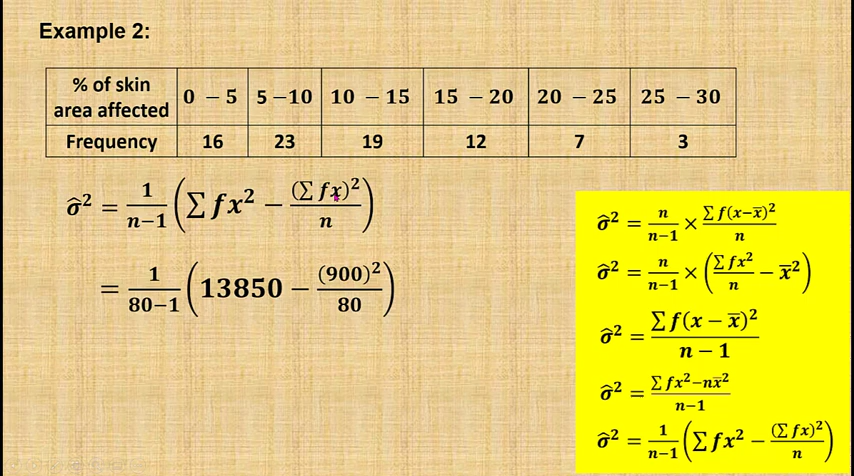 Example 2:
% of skin area affected 0 – 5 5 –10 10 – 15 15 – 20 20 – 25 25 – 30
Frequency 16 23 19 12 7 3
σ̂² = 1/(n−1) (∑ fx² − (∑ fx)²/n)
= 1/(80−1) (13850 − (900)²/80)
σ̂² = n/(n−1) × ∑ f(x−x̅)²/n
σ̂² = n/(n−1) × (∑ fx²/n − x̅²)
σ̂² = ∑ f(x − x̅)²/(n − 1)
σ̂² = (∑ fx²−nx̅²)/(n−1)
σ̂² = 1/(n−1) (∑ fx² − (∑ fx)²/n)